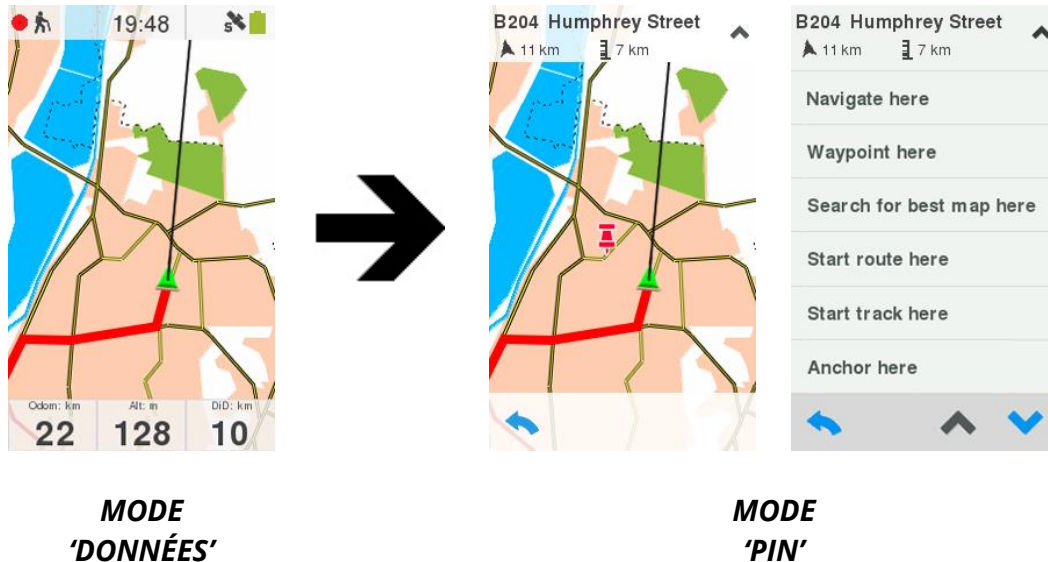 19:48
S
Odom: km
Alt: m
DiD: km
22
128
10
B204 Humphrey Street
11 km
7 km
B204 Humphrey Street
11 km
7 km
Navigate here
Waypoint here
Search for best map here
Start route here
Start track here
Anchor here
MODE
‘DONNÉES’
MODE
‘PIN’